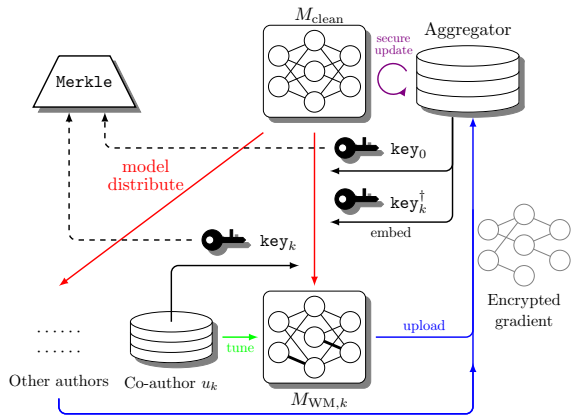 M_clean
Aggregator
secure
update
Merkle
key_0
model
distribute
key_k^†
embed
key_k
Encrypted
gradient
upload
tune
......
......
Other authors
Co-author u_k
M_WM,k